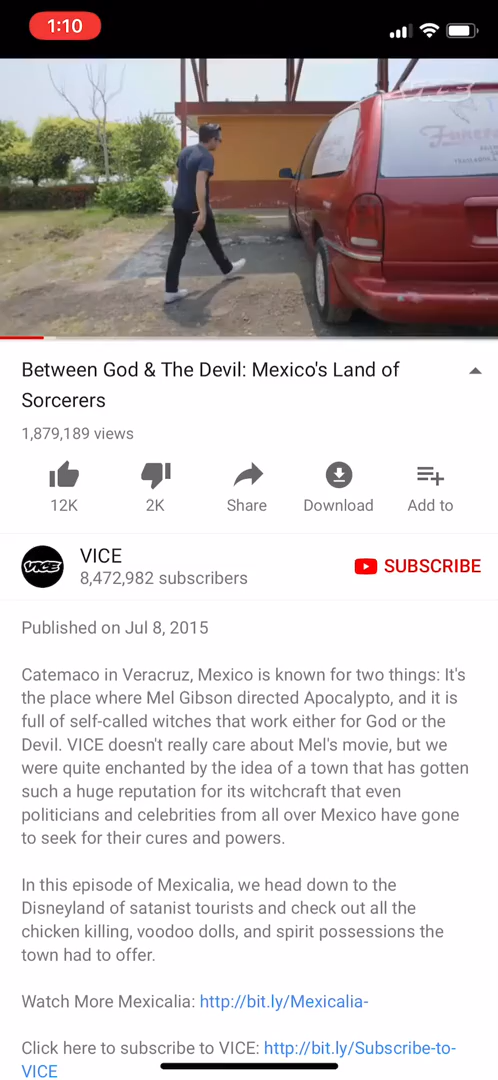 1:10
Funer
Between God & The Devil: Mexico's Land of
Sorcerers
1,879,189 views
12K
2K
Share
Download
Add to
VICE
VICE
8,472,982 subscribers
SUBSCRIBE
Published on Jul 8, 2015
Catemaco in Veracruz, Mexico is known for two things: It's
the place where Mel Gibson directed Apocalypto, and it is
full of self-called witches that work either for God or the
Devil. VICE doesn't really care about Mel's movie, but we
were quite enchanted by the idea of a town that has gotten
such a huge reputation for its witchcraft that even
politicians and celebrities from all over Mexico have gone
to seek for their cures and powers.
In this episode of Mexicalia, we head down to the
Disneyland of satanist tourists and check out all the
chicken killing, voodoo dolls, and spirit possessions the
town had to offer.
Watch More Mexicalia: http://bit.ly/Mexicalia-
Click here to subscribe to VICE: http://bit.ly/Subscribe-to-
VICE